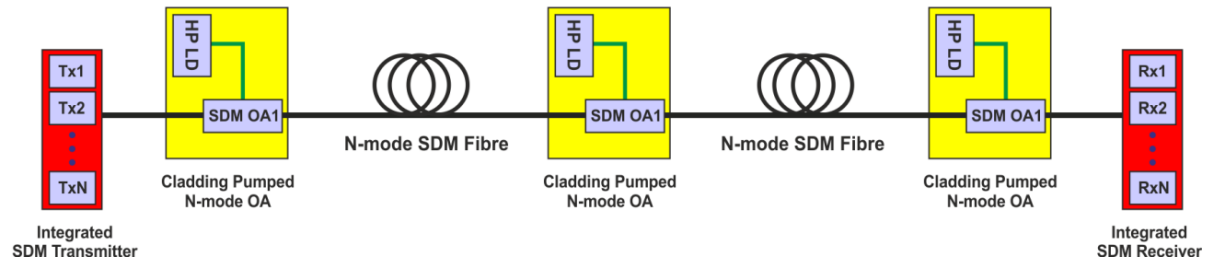 HP LD
HP LD
HP LD
Tx1
Tx2
TxN
SDM OA1
SDM OA1
SDM OA1
Rx1
Rx2
RxN
N-mode SDM Fibre
N-mode SDM Fibre
Cladding Pumped
N-mode OA
Cladding Pumped
N-mode OA
Cladding Pumped
N-mode OA
Integrated
SDM Transmitter
Integrated
SDM Receiver